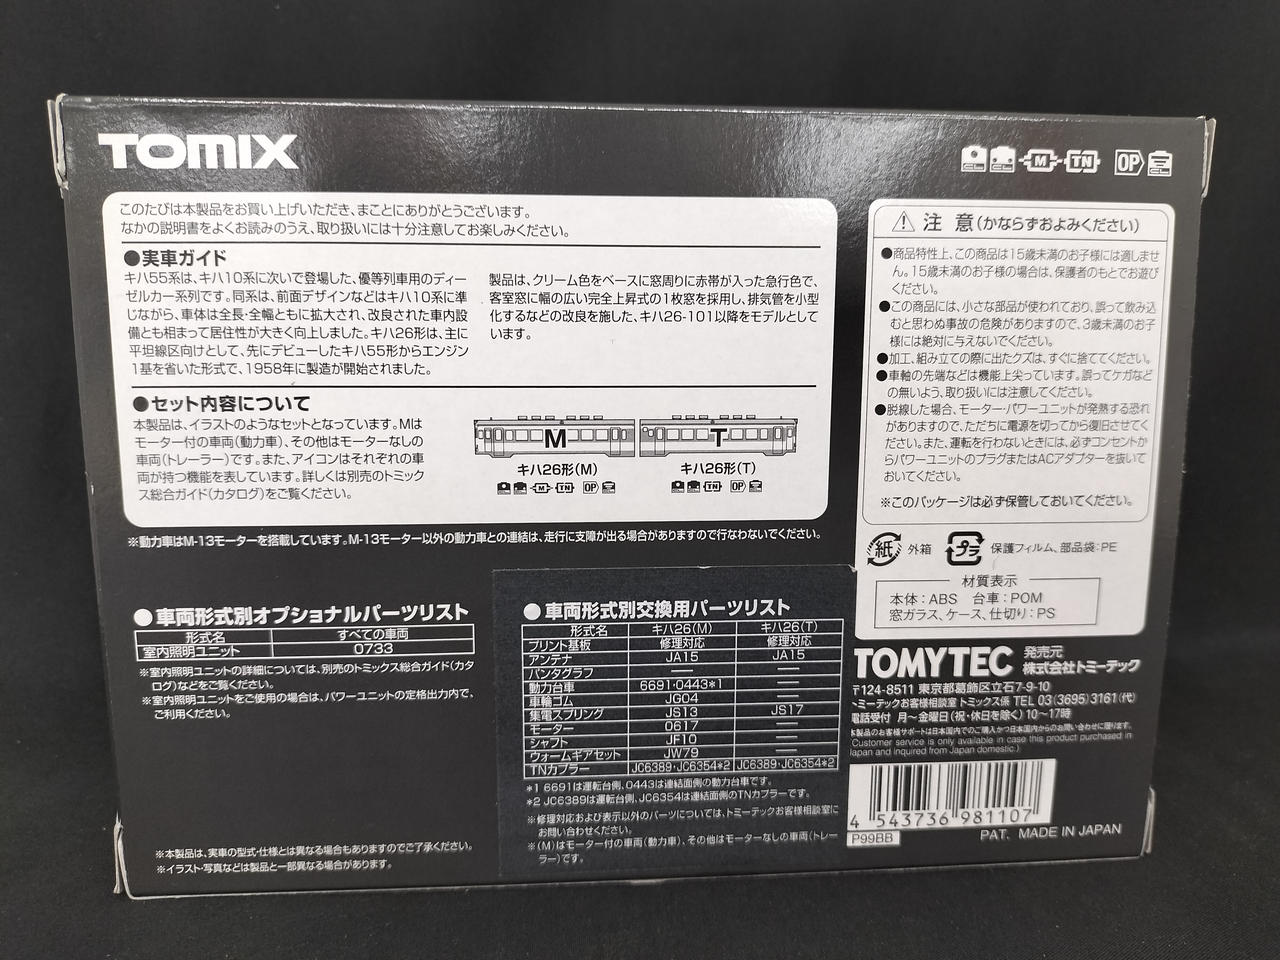 TOMIX
CL CL M TN OP CL
このたびは本製品をお買い上げいただき、まことにありがとうございます。
なかの説明書をよくお読みのうえ、取り扱いには十分注意してお楽しみください。
●実車ガイド
キハ55系は、キハ10系に次いで登場した、優等列車用のディー
ゼルカー系列です。同系は、前面デザインなどはキハ10系に準
じながら、車体は全長・全幅ともに拡大され、改良された車内設
備とも相まって居住性が大きく向上しました。キハ26形は、主に
平坦線区向けとして、先にデビューしたキハ55形からエンジン
1基を省いた形式で、1958年に製造が開始されました。
製品は、クリーム色をベースに窓周りに赤帯が入った急行色で、
客室窓に幅の広い完全上昇式の1枚窓を採用し、排気管を小型
化するなどの改良を施した、キハ26-101以降をモデルとして
います。
●セット内容について
本製品は、イラストのようなセットとなっています。Mは
モーター付の車両(動力車)、その他はモーターなしの
車両(トレーラー)です。また、アイコンはそれぞれの車
両が持つ機能を表しています。詳しくは別売のトミック
ス総合ガイド(カタログ)をご覧ください。
M T
キハ26形(M) キハ26形(T)
M TN OP TN OP
※動力車はM-13モーターを搭載しています。M-13モーター以外の動力車との連結は、走行に支障が出る場合がありますので行なわないでください。
●車両形式別オプショナルパーツリスト
形式名 すべての車両
室内照明ユニット 0733
※室内照明ユニットの詳細については、別売のトミックス総合ガイド(カタ
ログ)などをご覧ください。
※室内照明ユニットをご使用の場合は、パワーユニットの定格出力内で、
ご利用ください。
※本製品は、実車の型式・仕様とは異なる場合もありますのでご了承ください。
※イラスト・写真などは製品と一部異なる場合があります。
●車両形式別交換用パーツリスト
形式名 キハ26(M) キハ26(T)
プリント基板 修理対応 修理対応
アンテナ JA15 JA15
パンタグラフ — —
動力台車 6691・0443*1 —
車輪ゴム JG04 —
集電スプリング JS13 JS17
モーター 0617 —
シャフト JF10 —
ウォームギアセット JW79 —
TNカプラー JC6389・JC6354*2 JC6389・JC6354*2
*1 6691は運転台側、0443は連結面側の動力台車です。
*2 JC6389は運転台側、JC6354は連結面側のTNカプラーです。
※修理対応および表示以外のパーツについては、トミーテックお客様相談室に
お問い合わせください。
※(M)はモーター付の車両(動力車)、その他はモーターなしの車両(トレー
ラー)です。
注 意(かならずおよみください)
●商品特性上、この商品は15歳未満のお子様には適しませ
ん。15歳未満のお子様の場合は、保護者のもとでお遊び
ください。
●この商品には、小さな部品が使われており、誤って飲み込
むと思わぬ事故の危険がありますので、3歳未満のお子
様には絶対に与えないでください。
●加工、組み立ての際に出たクズは、すぐに捨ててください。
●車軸の先端などは機能上尖っています。誤ってケガなど
の無いよう、取り扱いには注意してください。
●脱線した場合、モーター・パワーユニットが発熱する恐れ
がありますので、ただちに電源を切ってから復旧させてく
ださい。また、運転を行わないときには、必ずコンセントか
らパワーユニットのプラグまたはACアダプターを抜いて
おいてください。
※このパッケージは必ず保管しておいてください。
紙 外箱 プラ 保護フィルム、部品袋:PE
材質表示
本体:ABS 台車:POM
窓ガラス、ケース、仕切り:PS
TOMYTEC 発売元
株式会社トミーテック
〒124-8511 東京都葛飾区立石7-9-10
トミーテックお客様相談室 トミックス係 TEL 03(3695)3161(代)
電話受付 月~金曜日(祝・休日を除く)10~17時
本製品のお客様サポートは日本国内でのご購入かつ日本国内からのお問い合わせに限ります。
(Customer service is only available in case this product purchased in
Japan and inquired from Japan domestic.)
4 543736 981107
P99BB
PAT. MADE IN JAPAN